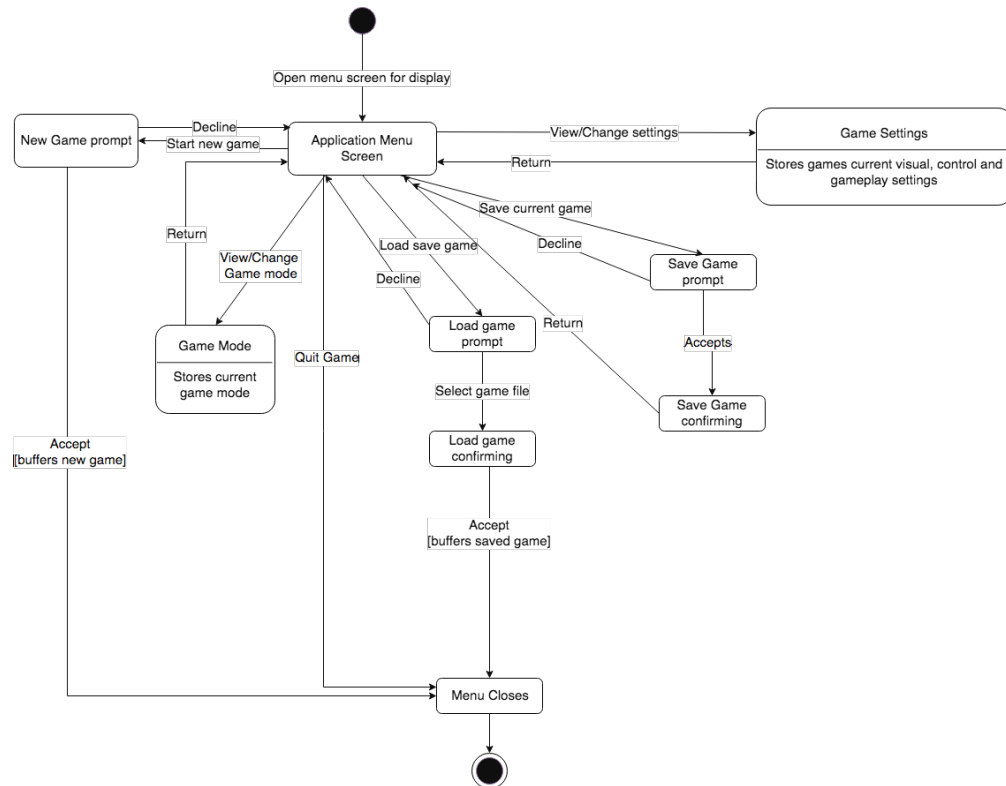 Open menu screen for display
New Game prompt
Decline
Start new game
Application Menu
Screen
View/Change settings
Return
Game Settings
Stores games current visual, control and
gameplay settings
Save current game
Return
Load save game
Decline
View/Change
Game mode
Decline
Save Game
prompt
Load game
prompt
Return
Accepts
Game Mode
Stores current
game mode
Quit Game
Select game file
Save Game
confirming
Load game
confirming
Accept
[buffers new game]
Accept
[buffers saved game]
Menu Closes